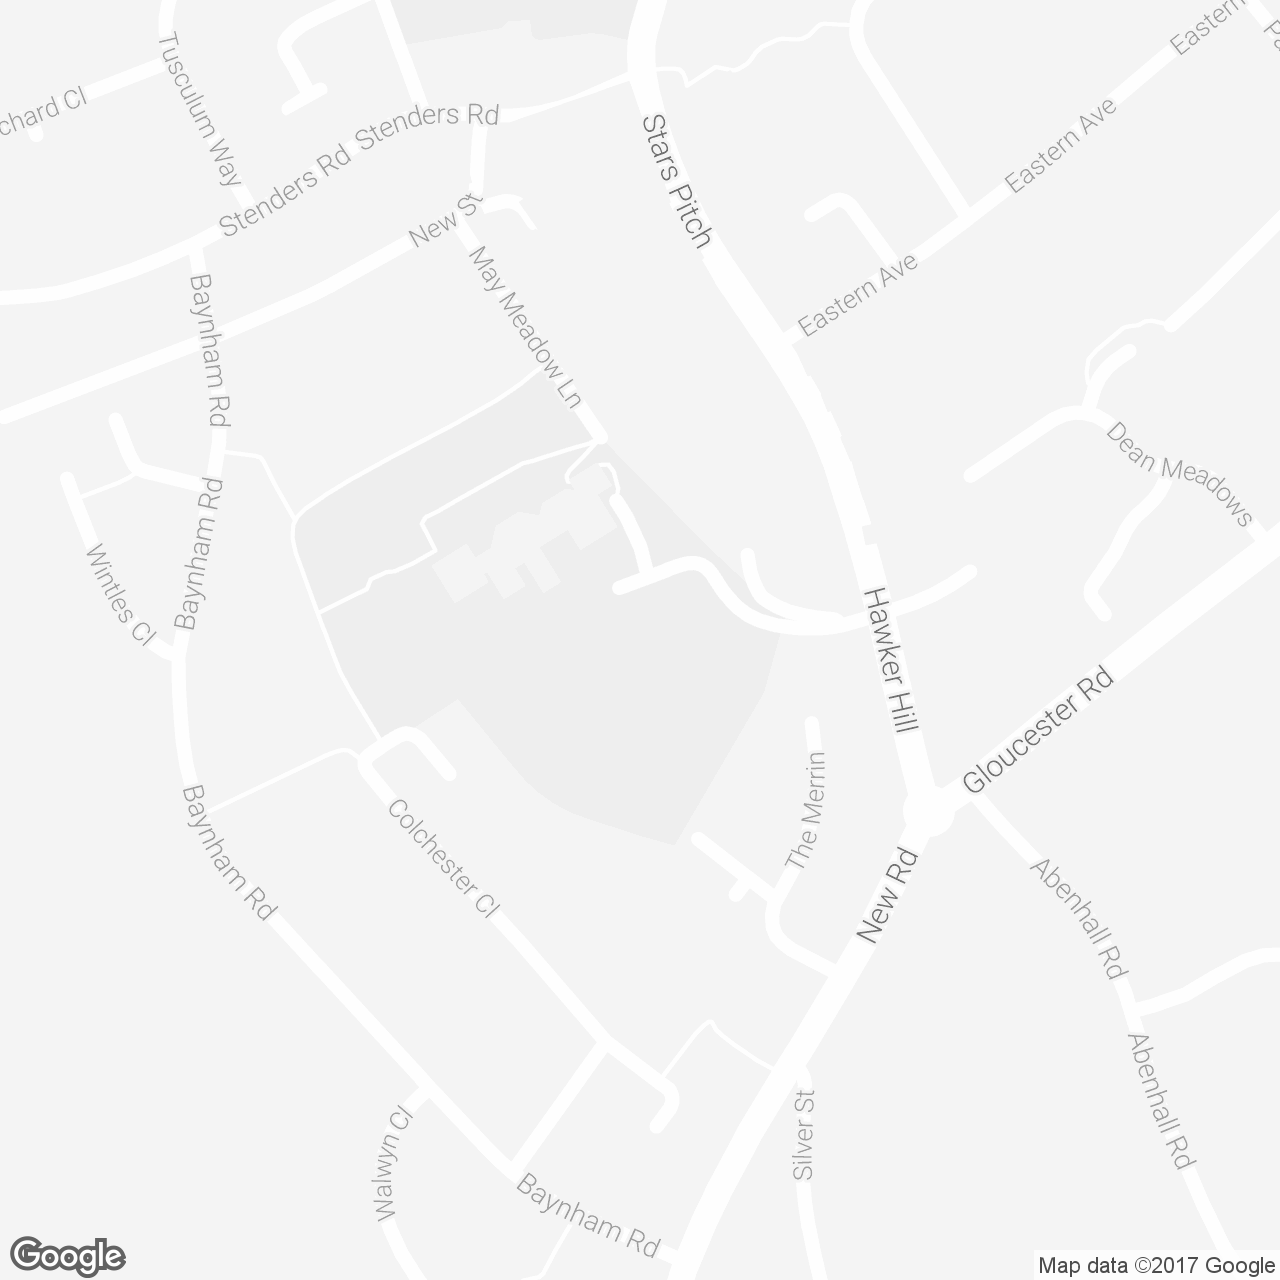 Eastern
Tusculum Way
chard Cl
Stenders Rd
Stars Pitch
Eastern Ave
Stenders Rd
New St
May Meadow Ln
Eastern Ave
Baynham Rd
Dean Meadows
Baynham Rd
Wintles Cl
Hawker Hill
Gloucester Rd
The Merrin
Baynham Rd
Colchester Cl
New Rd
Abenhall Rd
Abenhall Rd
Silver St
Walwyn Cl
Baynham Rd
Google
Map data ©2017 Google